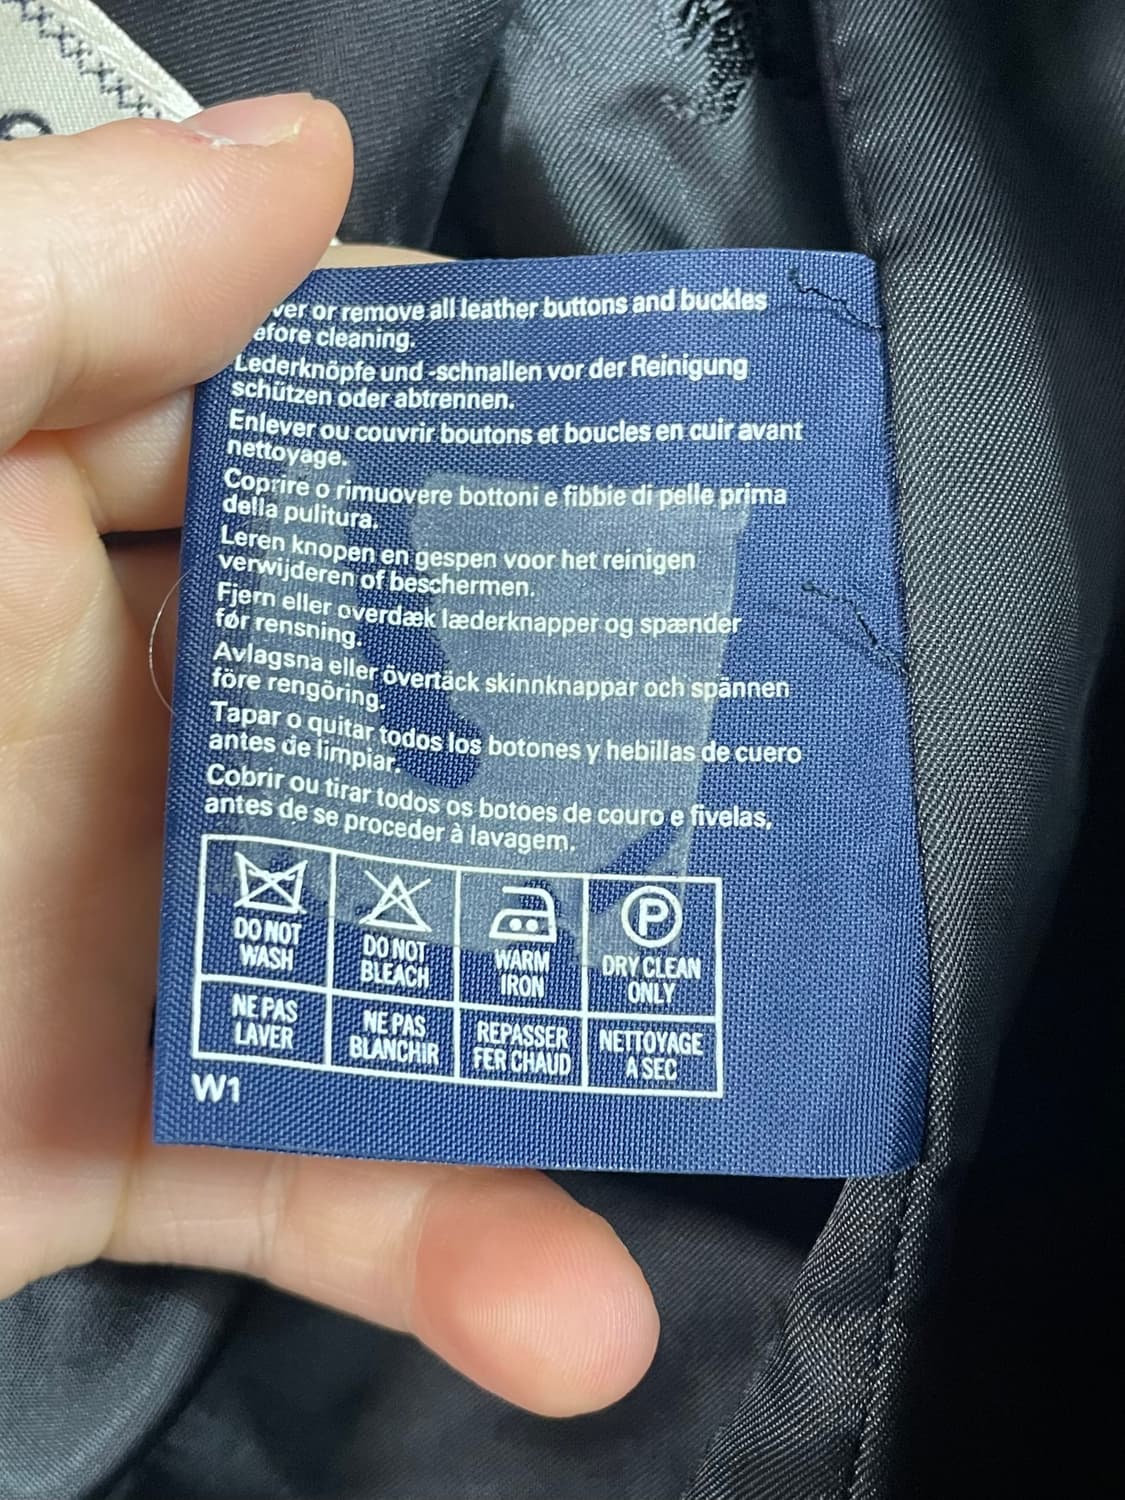 or remove all leather buttons and buckles
cleaning.
Lederknöpfe und -schnallen vor der Reinigung
schützen oder abtrennen.
Enlever ou couvrir boutons et boucles en cuir avant
nettoyage.
Coprire o rimuovere bottoni e fibbie di pelle prima
della pulitura.
Leren knopen en gespen voor het reinigen
verwijderen of beschermen.
Fjern eller overdæk læderknapper og spænder
før rensning.
Avlagsna eller övertäck skinnknappar och spännen
före rengöring.
Tapar o quitar todos los botones y hebillas de cuero
antes de limpiar.
Cobrir ou tirar todos os botoes de couro e fivelas,
antes de se proceder à lavagem.
DO NOT
WASH
DO NOT
BLEACH
WARM
IRON
P
DRY CLEAN
ONLY
NE PAS
LAVER
NE PAS
BLANCHIR
REPASSER
FER CHAUD
NETTOYAGE
A SEC
W1